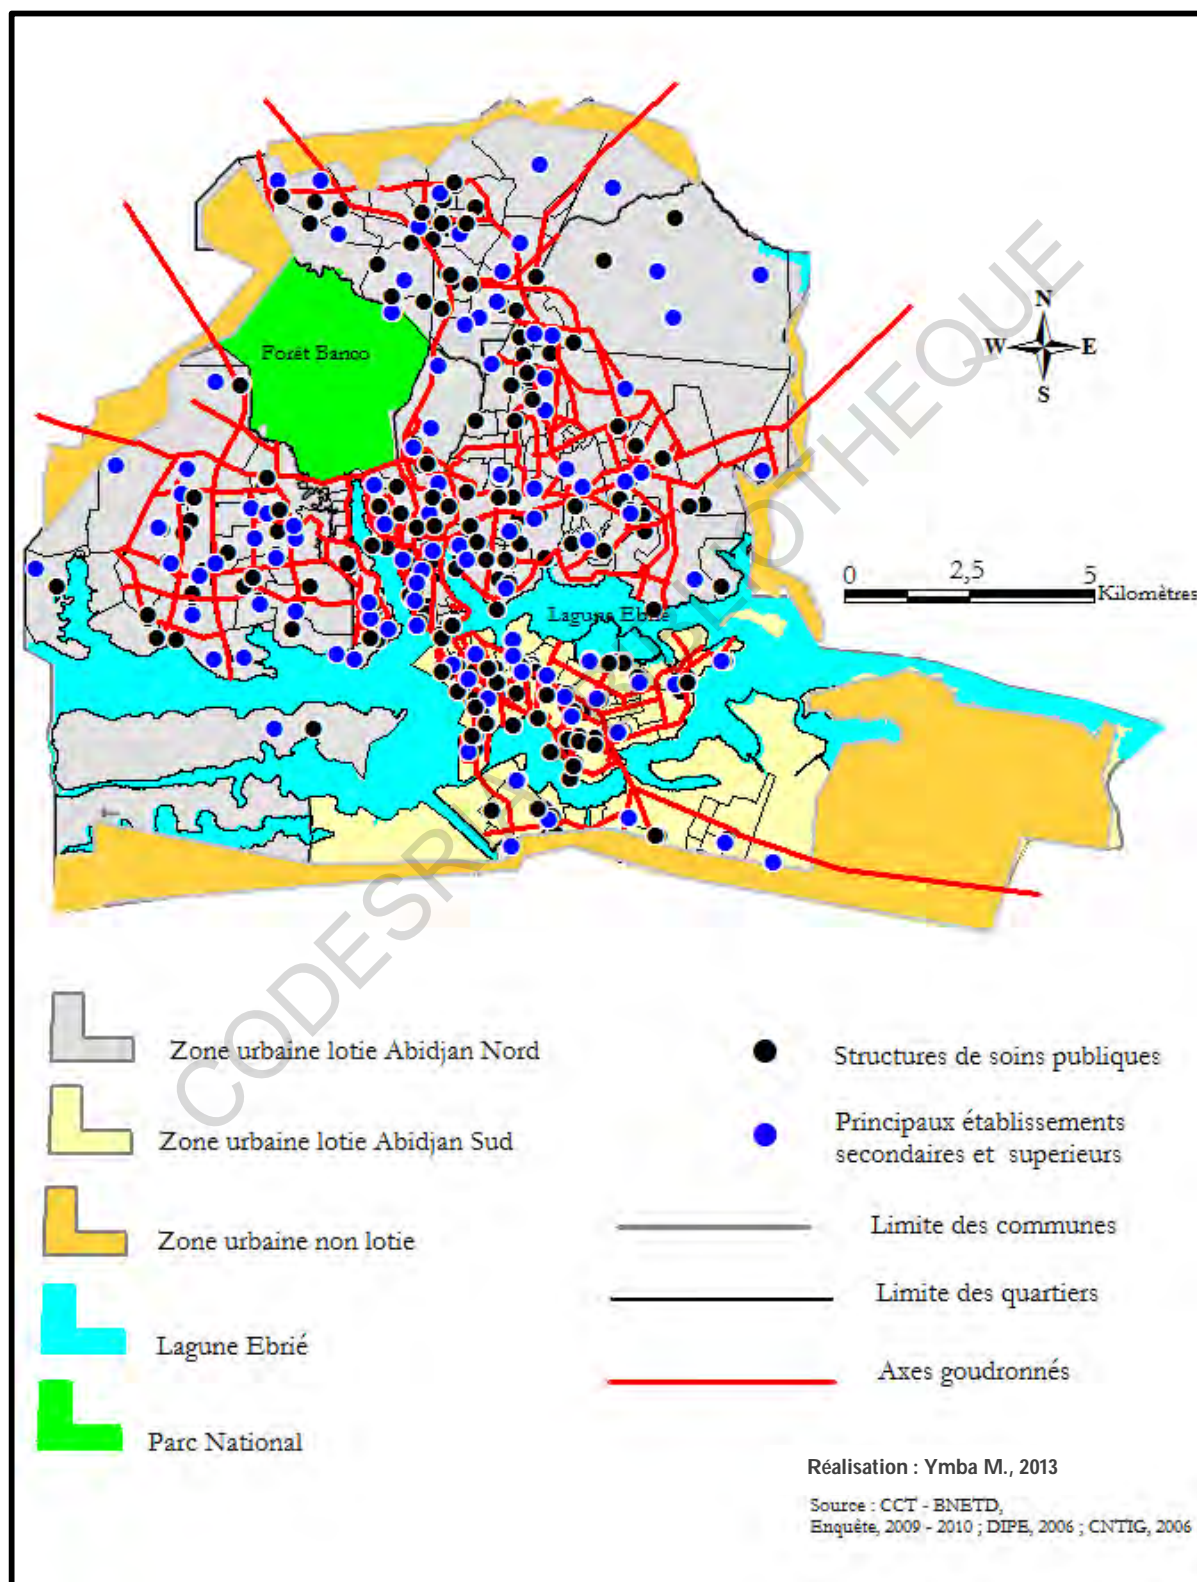 Forêt Banco
N
W
E
S
0
2,5
5
Kilomètres
Lagune Ebrié
CODESRIA - BIBLIOTHEQUE
Zone urbaine lotie Abidjan Nord
Zone urbaine lotie Abidjan Sud
Zone urbaine non lotie
Lagune Ebrié
Parc National
Structures de soins publiques
Principaux établissements
secondaires et superieurs
Limite des communes
Limite des quartiers
Axes goudronnés
Réalisation : Ymba M., 2013
Source : CCT - BNETD,
Enquête, 2009 - 2010 ; DIPE, 2006 ; CNTIG, 2006